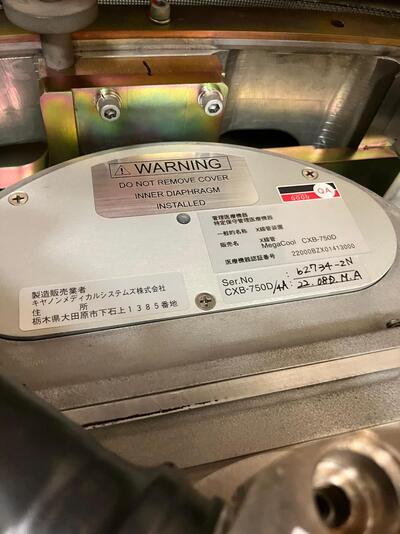 WARNING
DO NOT REMOVE COVER
INNER DIAPHRAGM
INSTALLED
QA
管理医療機器
特定保守管理医療機器
一般的名称 X線管装置
販売名 X線管
MegaCool CXB-750D
医療機器認証番号 22000BZX01413000
Ser.No : 62734-2N
CXB-750D/4A: 22.08D.M.A
製造販売業者
キヤノンメディカルシステムズ株式会社
住 所
栃木県大田原市下石上1385番地